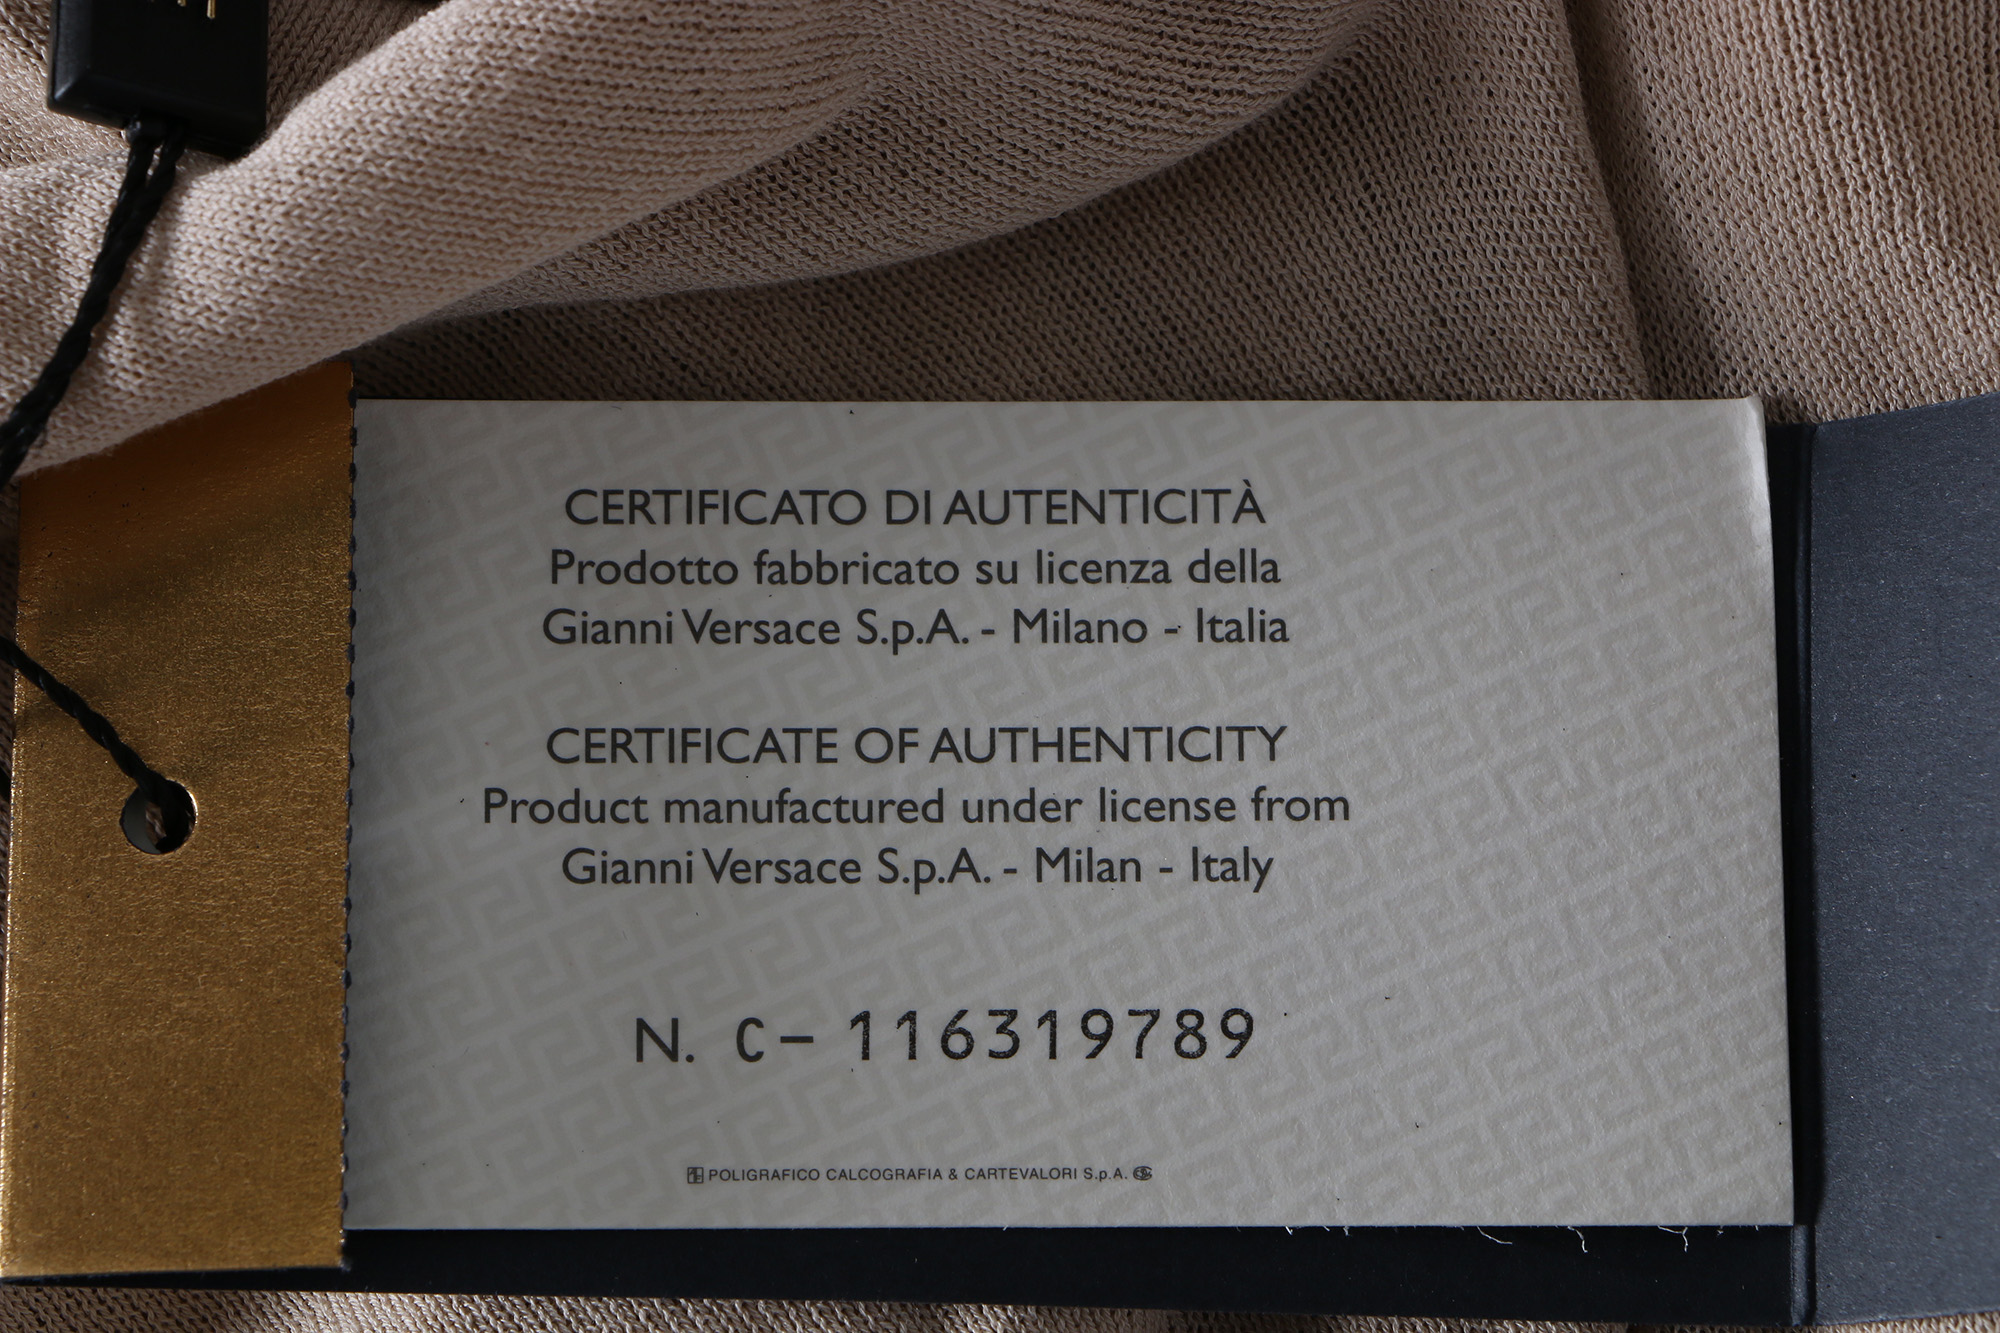 CERTIFICATO DI AUTENTICITÀ
Prodotto fabbricato su licenza della
Gianni Versace S.p.A. - Milano - Italia
CERTIFICATE OF AUTHENTICITY
Product manufactured under license from
Gianni Versace S.p.A. - Milan - Italy
N. C- 116319789
POLIGRAFICO CALCOGRAFIA & CARTEVALORI S.p.A.